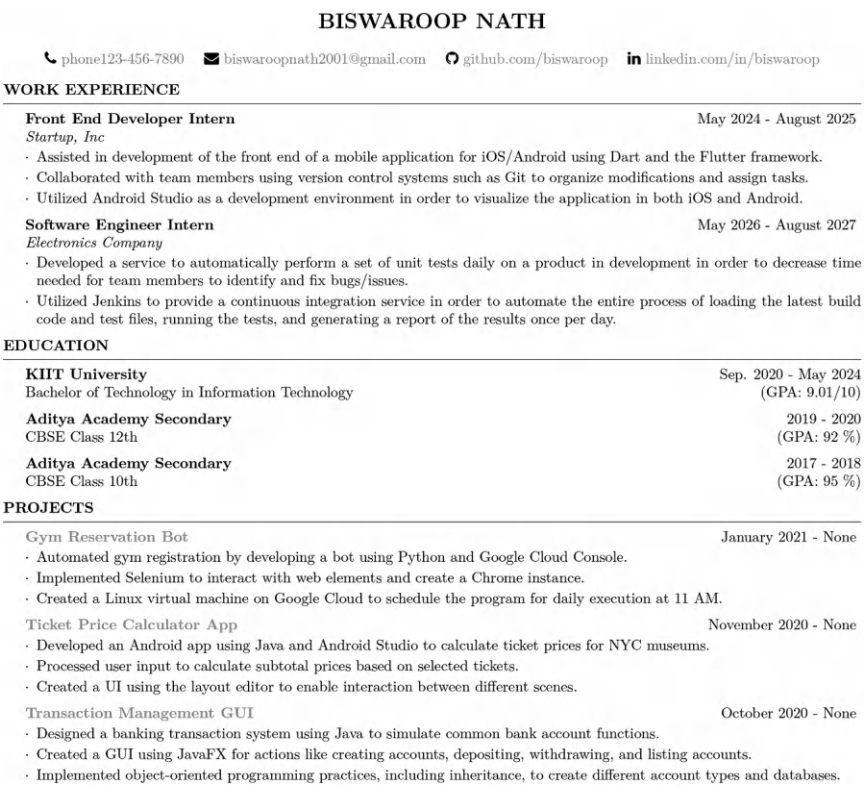 BISWAROOP NATH
phone123-456-7890 biswaroopnath2001@gmail.com github.com/biswaroop linkedin.com/in/biswaroop
WORK EXPERIENCE
Front End Developer Intern May 2024 - August 2025
Startup, Inc
· Assisted in development of the front end of a mobile application for iOS/Android using Dart and the Flutter framework.
· Collaborated with team members using version control systems such as Git to organize modifications and assign tasks.
· Utilized Android Studio as a development environment in order to visualize the application in both iOS and Android.
Software Engineer Intern May 2026 - August 2027
Electronics Company
· Developed a service to automatically perform a set of unit tests daily on a product in development in order to decrease time
needed for team members to identify and fix bugs/issues.
· Utilized Jenkins to provide a continuous integration service in order to automate the entire process of loading the latest build
code and test files, running the tests, and generating a report of the results once per day.
EDUCATION
KIIT University Sep. 2020 - May 2024
Bachelor of Technology in Information Technology (GPA: 9.01/10)
Aditya Academy Secondary 2019 - 2020
CBSE Class 12th (GPA: 92 %)
Aditya Academy Secondary 2017 - 2018
CBSE Class 10th (GPA: 95 %)
PROJECTS
Gym Reservation Bot January 2021 - None
· Automated gym registration by developing a bot using Python and Google Cloud Console.
· Implemented Selenium to interact with web elements and create a Chrome instance.
· Created a Linux virtual machine on Google Cloud to schedule the program for daily execution at 11 AM.
Ticket Price Calculator App November 2020 - None
· Developed an Android app using Java and Android Studio to calculate ticket prices for NYC museums.
· Processed user input to calculate subtotal prices based on selected tickets.
· Created a UI using the layout editor to enable interaction between different scenes.
Transaction Management GUI October 2020 - None
· Designed a banking transaction system using Java to simulate common bank account functions.
· Created a GUI using JavaFX for actions like creating accounts, depositing, withdrawing, and listing accounts.
· Implemented object-oriented programming practices, including inheritance, to create different account types and databases.